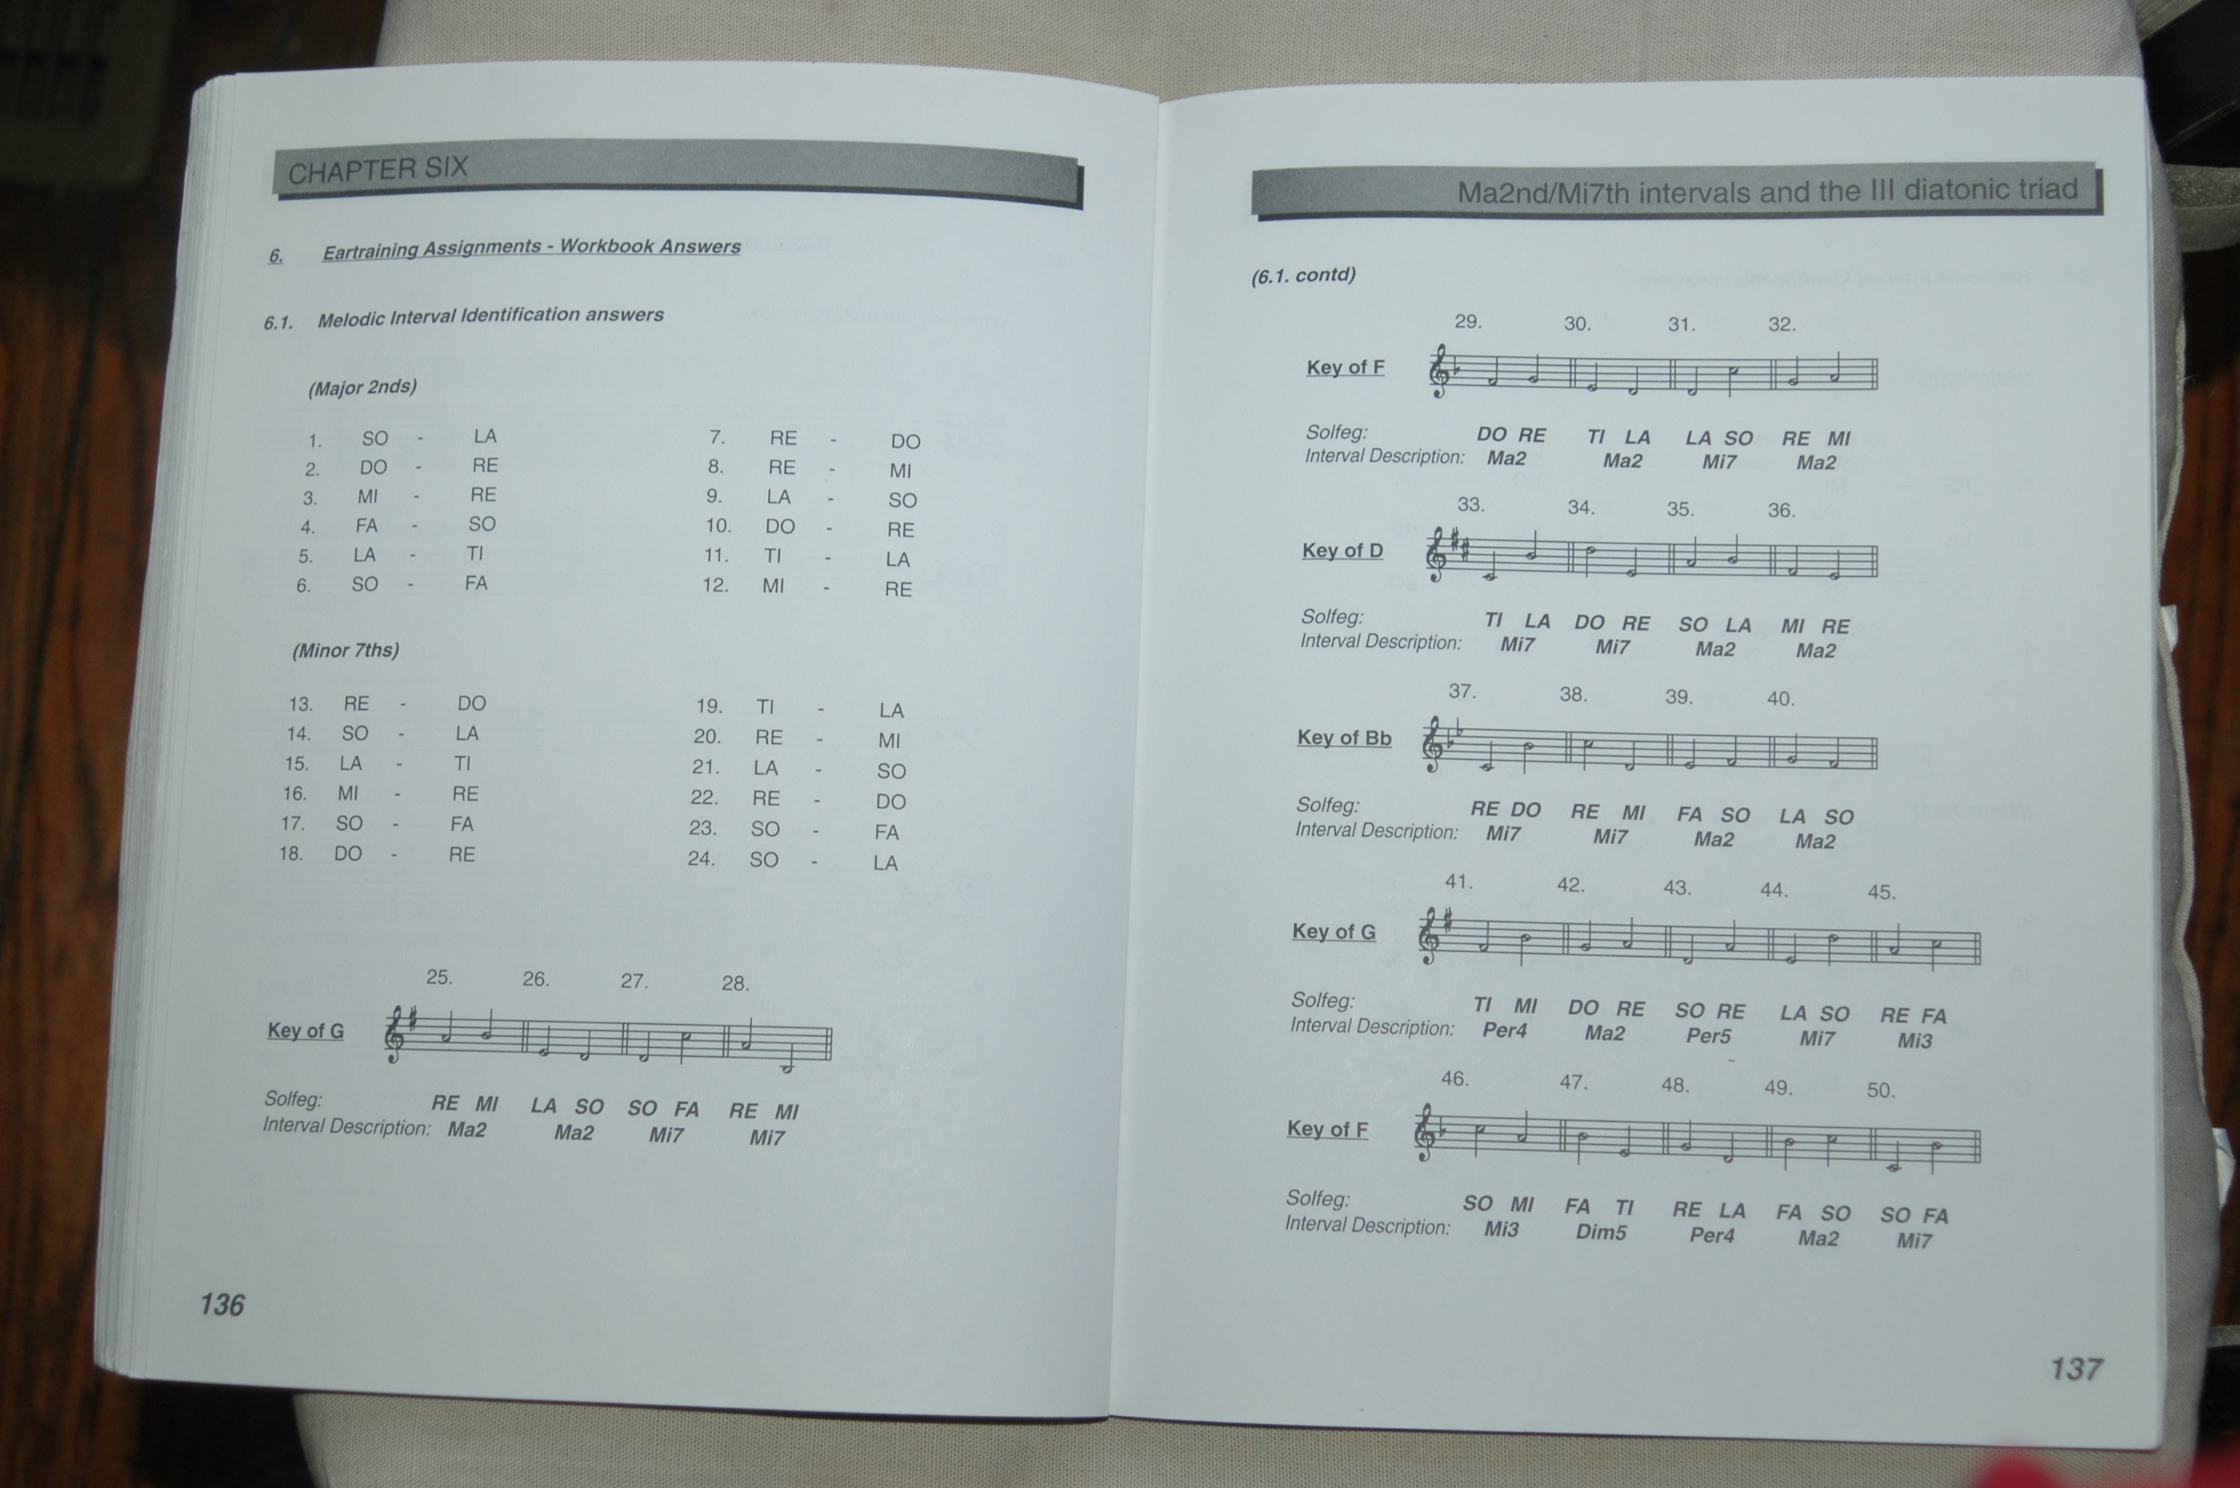 CHAPTER SIX
6. Eartraining Assignments - Workbook Answers
6.1. Melodic Interval Identification answers
(Major 2nds)
1. SO - LA 7. RE - DO
2. DO - RE 8. RE - MI
3. MI - RE 9. LA - SO
4. FA - SO 10. DO - RE
5. LA - TI 11. TI - LA
6. SO - FA 12. MI - RE
(Minor 7ths)
13. RE - DO 19. TI - LA
14. SO - LA 20. RE - MI
15. LA - TI 21. LA - SO
16. MI - RE 22. RE - DO
17. SO - FA 23. SO - FA
18. DO - RE 24. SO - LA
25. 26. 27. 28.
Key of G
Solfeg: RE MI LA SO SO FA RE MI
Interval Description: Ma2 Ma2 Mi7 Mi7
136
Ma2nd/Mi7th intervals and the III diatonic triad
(6.1. contd)
29. 30. 31. 32.
Key of F
Solfeg: DO RE TI LA LA SO RE MI
Interval Description: Ma2 Ma2 Mi7 Ma2
33. 34. 35. 36.
Key of D
Solfeg: TI LA DO RE SO LA MI RE
Interval Description: Mi7 Mi7 Ma2 Ma2
37. 38. 39. 40.
Key of Bb
Solfeg: RE DO RE MI FA SO LA SO
Interval Description: Mi7 Mi7 Ma2 Ma2
41. 42. 43. 44. 45.
Key of G
Solfeg: TI MI DO RE SO RE LA SO RE FA
Interval Description: Per4 Ma2 Per5 Mi7 Mi3
46. 47. 48. 49. 50.
Key of F
Solfeg: SO MI FA TI RE LA FA SO SO FA
Interval Description: Mi3 Dim5 Per4 Ma2 Mi7
137